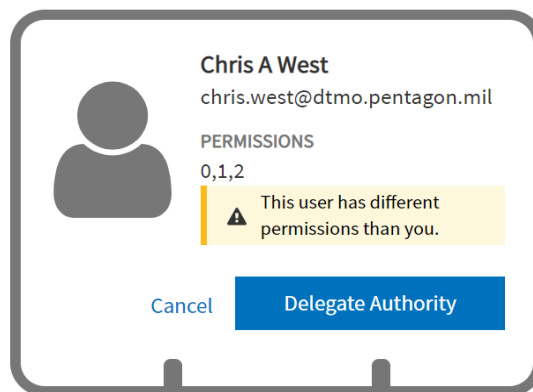 Chris A West
chris.west@dtmo.pentagon.mil
PERMISSIONS
0,1,2
This user has different
permissions than you.
Cancel
Delegate Authority